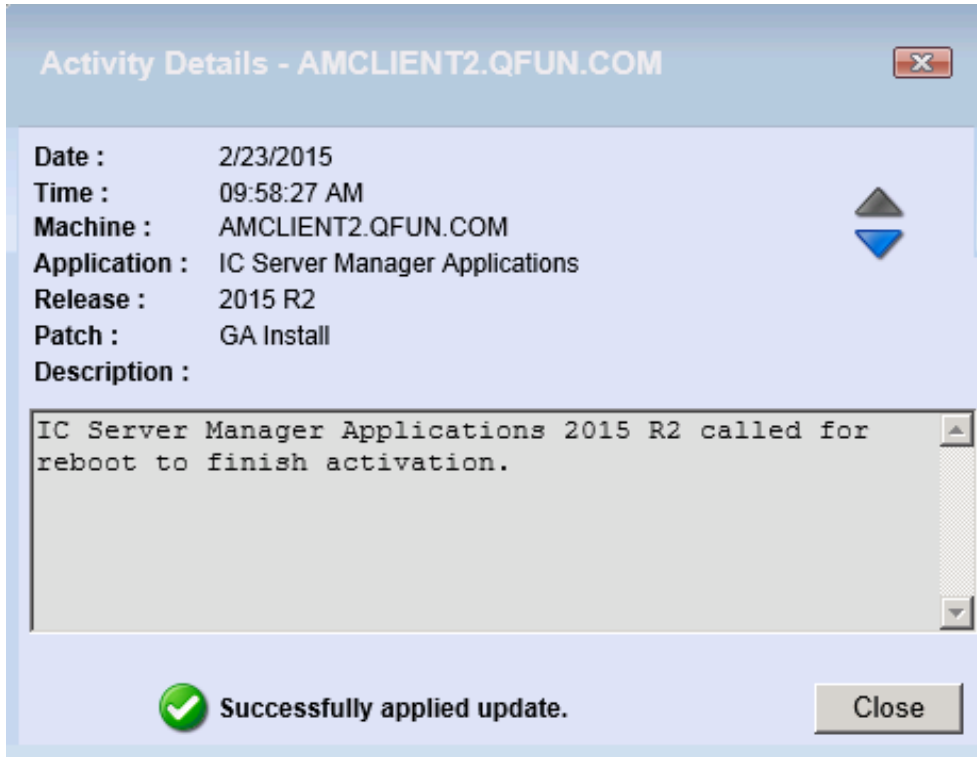 Activity Details - AMCLIENT2.QFUN.COM
Date : 2/23/2015
Time : 09:58:27 AM
Machine : AMCLIENT2.QFUN.COM
Application : IC Server Manager Applications
Release : 2015 R2
Patch : GA Install
Description :
IC Server Manager Applications 2015 R2 called for
reboot to finish activation.
Successfully applied update.
Close